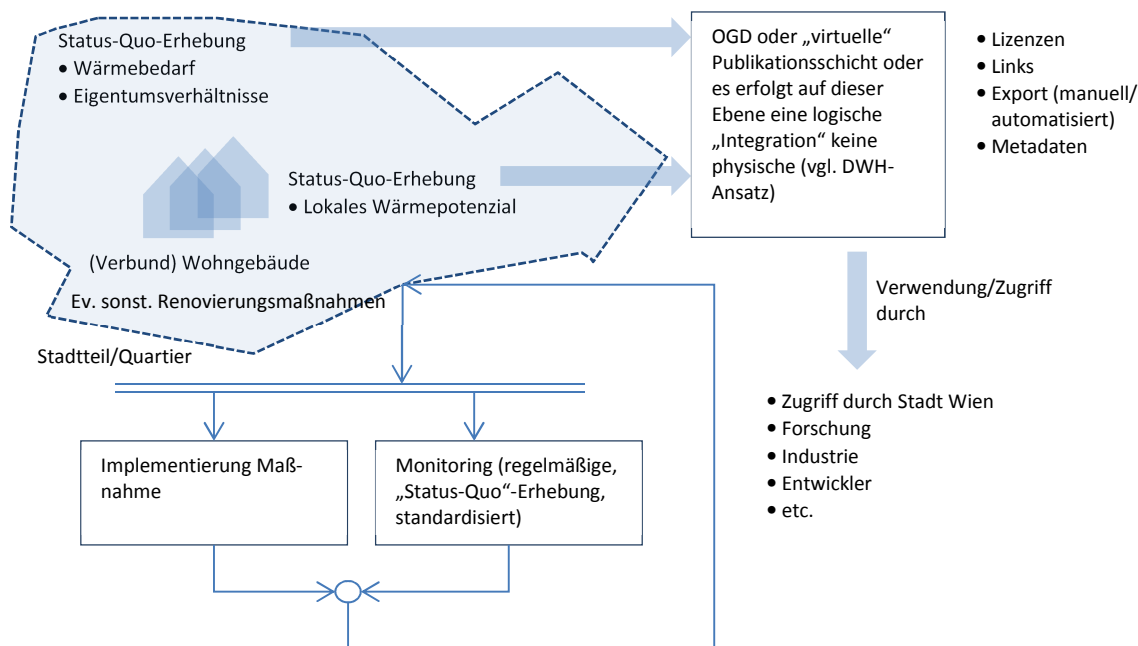 Status-Quo-Erhebung
• Wärmebedarf
• Eigentumsverhältnisse
Status-Quo-Erhebung
• Lokales Wärmepotenzial
(Verbund) Wohngebäude
Ev. sonst. Renovierungsmaßnahmen
Stadtteil/Quartier
OGD oder „virtuelle“
Publikationsschicht oder
es erfolgt auf dieser
Ebene eine logische
„Integration“ keine
physische (vgl. DWH-
Ansatz)
• Lizenzen
• Links
• Export (manuell/
automatisiert)
• Metadaten
Verwendung/Zugriff
durch
• Zugriff durch Stadt Wien
• Forschung
• Industrie
• Entwickler
• etc.
Implementierung Maß-
nahme
Monitoring (regelmäßige,
„Status-Quo“-Erhebung,
standardisiert)